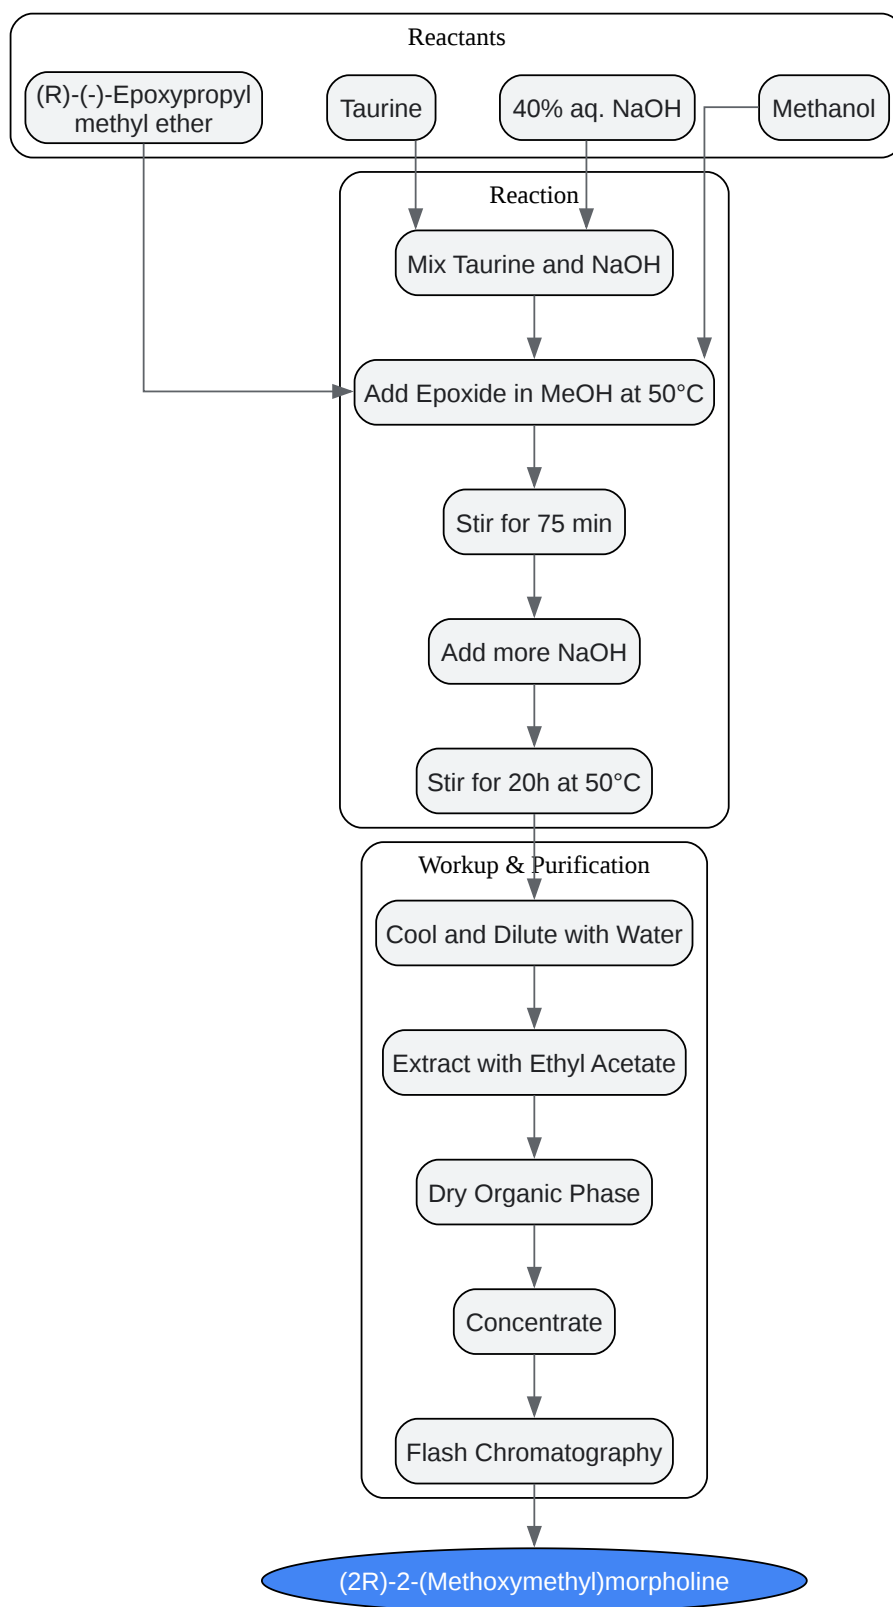 Reactants
(R)-(-)-Epoxypropyl
methyl ether
Taurine
40% aq. NaOH
Methanol
Reaction
Mix Taurine and NaOH
Add Epoxide in MeOH at 50°C
Stir for 75 min
Add more NaOH
Stir for 20h at 50°C
Workup & Purification
Cool and Dilute with Water
Extract with Ethyl Acetate
Dry Organic Phase
Concentrate
Flash Chromatography
(2R)-2-(Methoxymethyl)morpholine